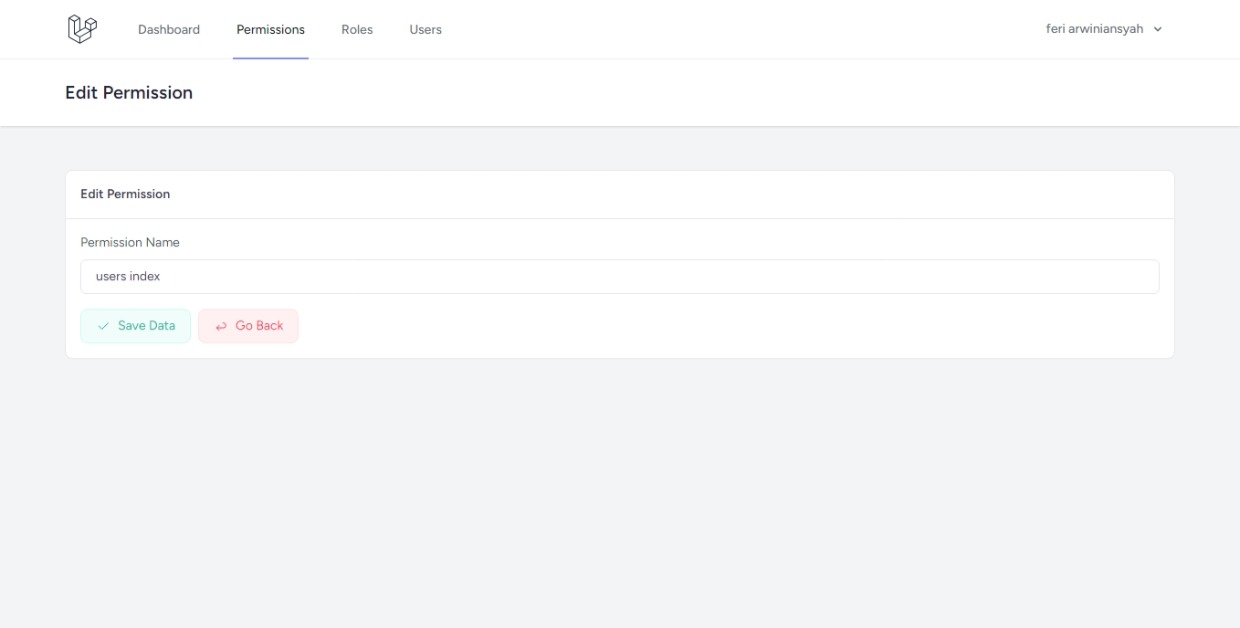 Dashboard Permissions Roles Users feri arwiniansyah
Edit Permission
Edit Permission
Permission Name
users index
Save Data Go Back